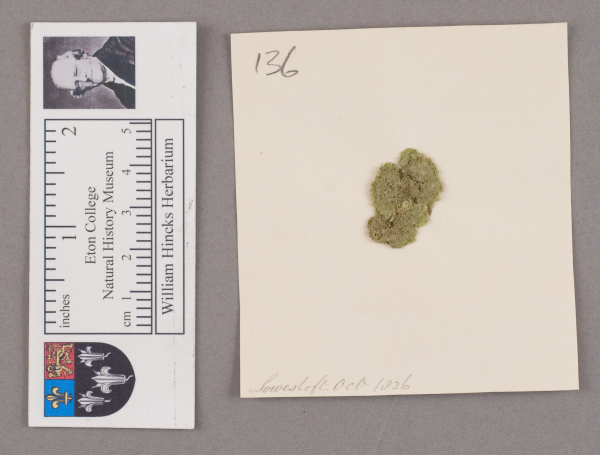 136
2
1
inches
Eton College
Natural History Museum
cm 1 2 3 4 5
William Hincks Herbarium
Lowestoft. Oct. 1836